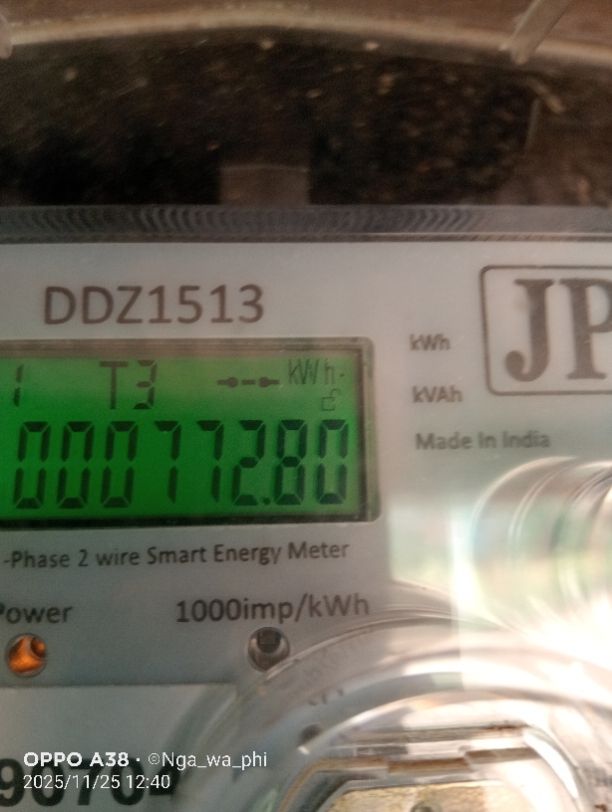 DDZ1513
JP
kWh
1 T3 kWh
kVAh
00077280
Made In India
-Phase 2 wire Smart Energy Meter
Power 1000imp/kWh
OPPO A38 · ©Nga_wa_phi
2025/11/25 12:40